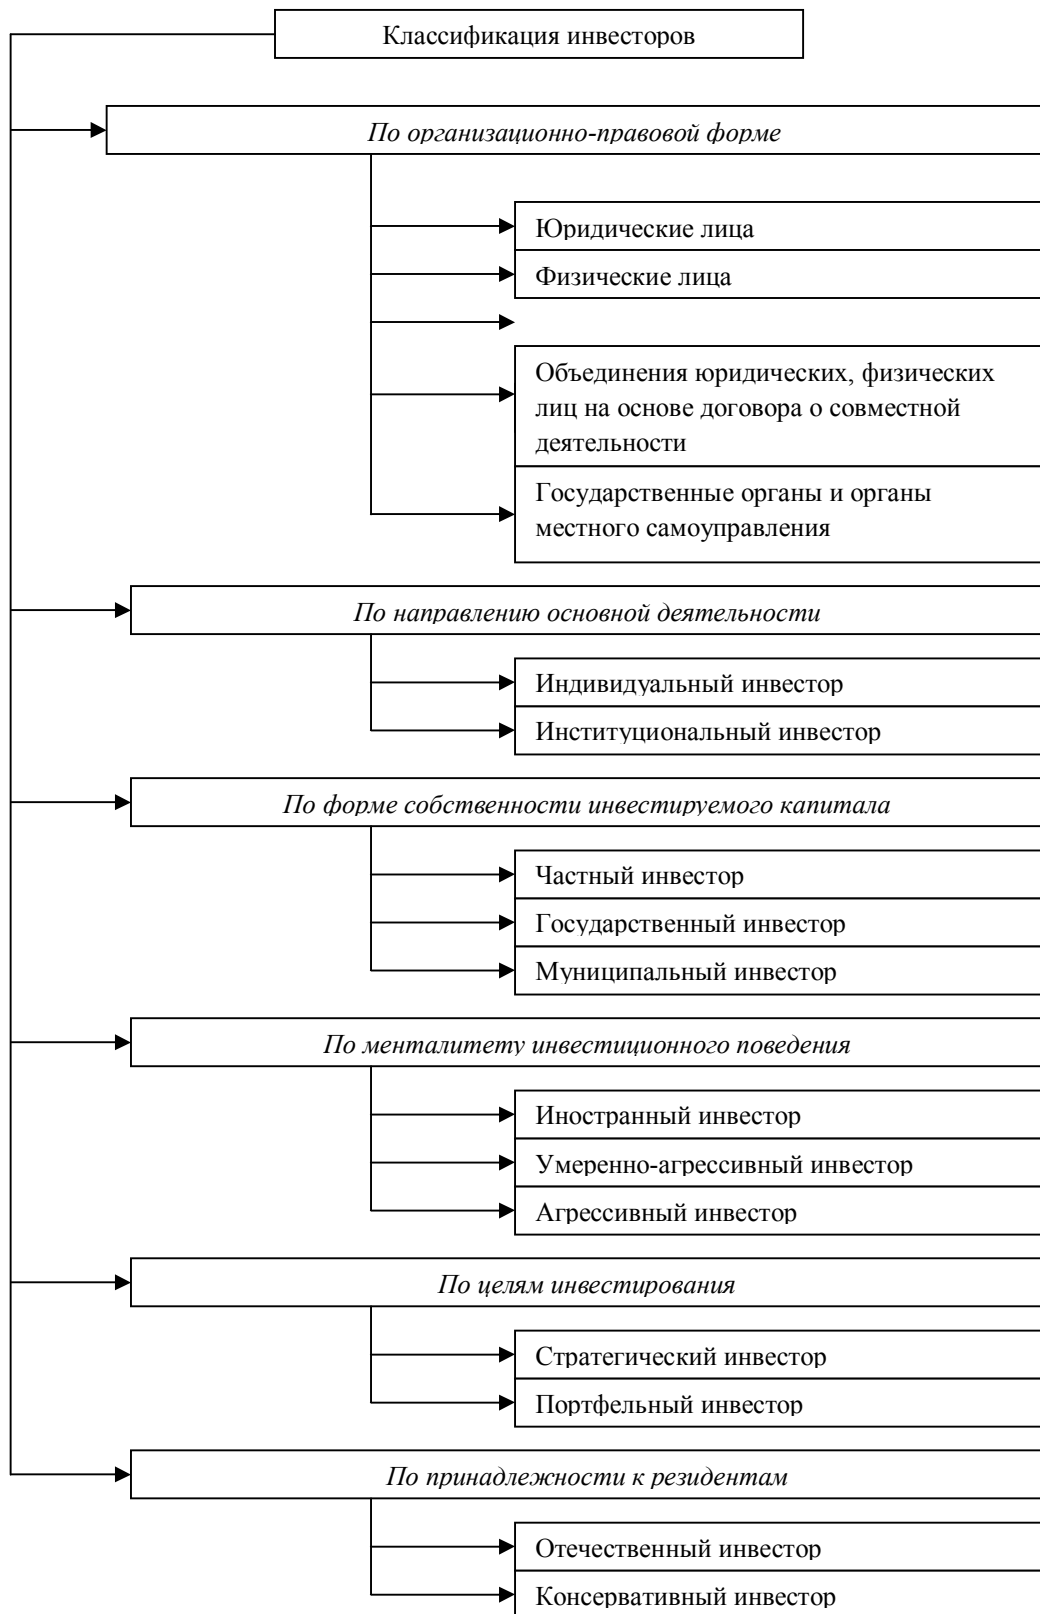 Классификация инвесторов
По организационно-правовой форме
Юридические лица
Физические лица
Объединения юридических, физических
лиц на основе договора о совместной
деятельности
Государственные органы и органы
местного самоуправления
По направлению основной деятельности
Индивидуальный инвестор
Институциональный инвестор
По форме собственности инвестируемого капитала
Частный инвестор
Государственный инвестор
Муниципальный инвестор
По менталитету инвестиционного поведения
Иностранный инвестор
Умеренно-агрессивный инвестор
Агрессивный инвестор
По целям инвестирования
Стратегический инвестор
Портфельный инвестор
По принадлежности к резидентам
Отечественный инвестор
Консервативный инвестор